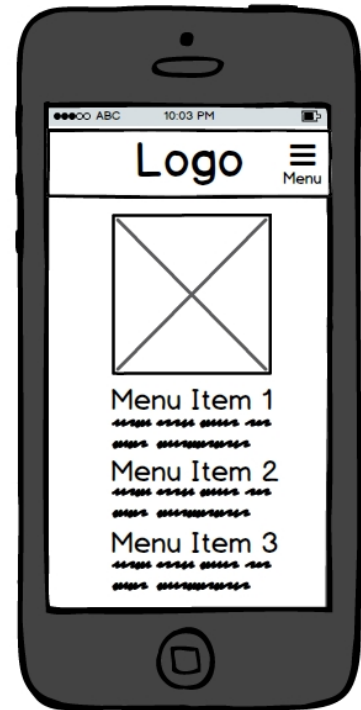 ABC 10:03 PM
Logo
Menu
Menu Item 1
Menu Item 2
Menu Item 3